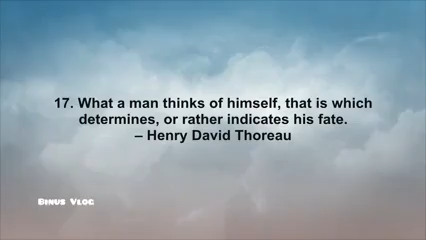 17. What a man thinks of himself, that is which
determines, or rather indicates his fate.
– Henry David Thoreau
Binus Vlog